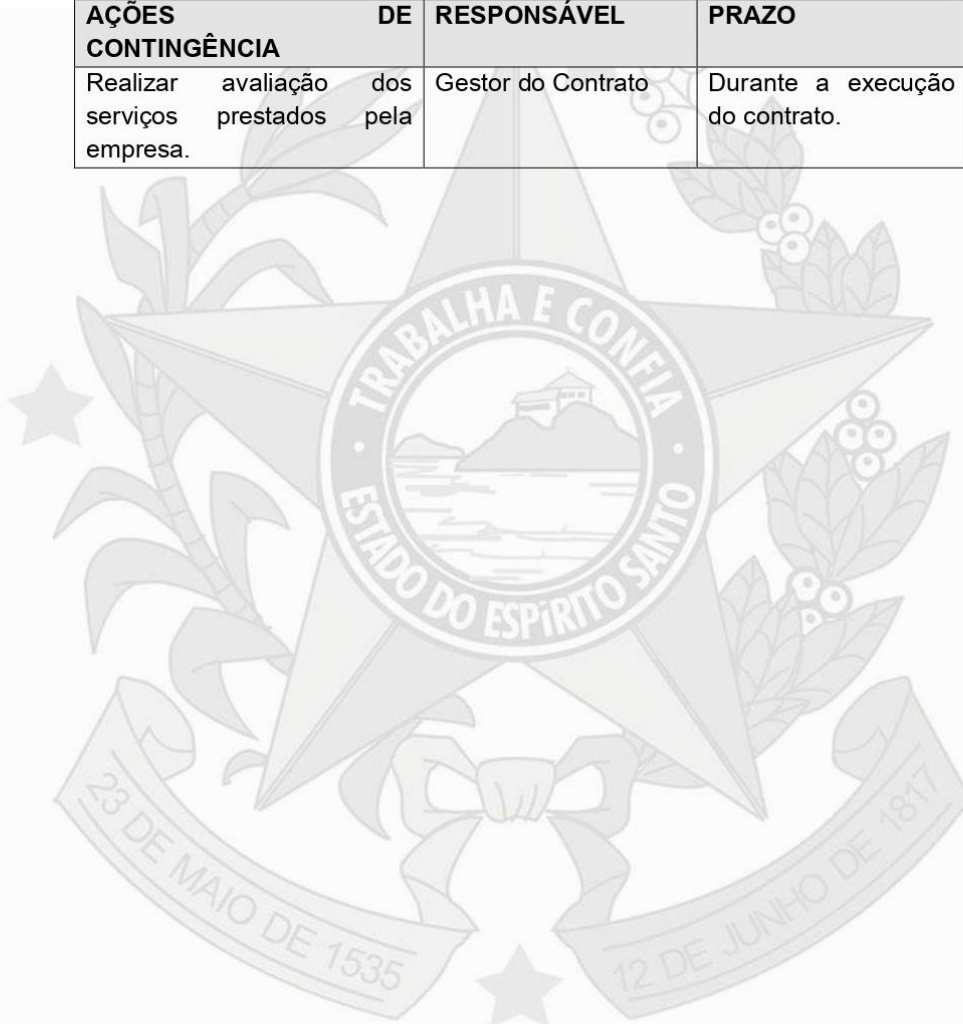 AÇÕES DE CONTINGÊNCIA
RESPONSÁVEL
PRAZO
Realizar avaliação dos
serviços prestados pela
empresa.
Gestor do Contrato
Durante a execução
do contrato.
TRABALHA E CONFIA
ESTADO DO ESPÍRITO SANTO
23 DE MAIO DE 1535
12 DE JUNHO DE 1817